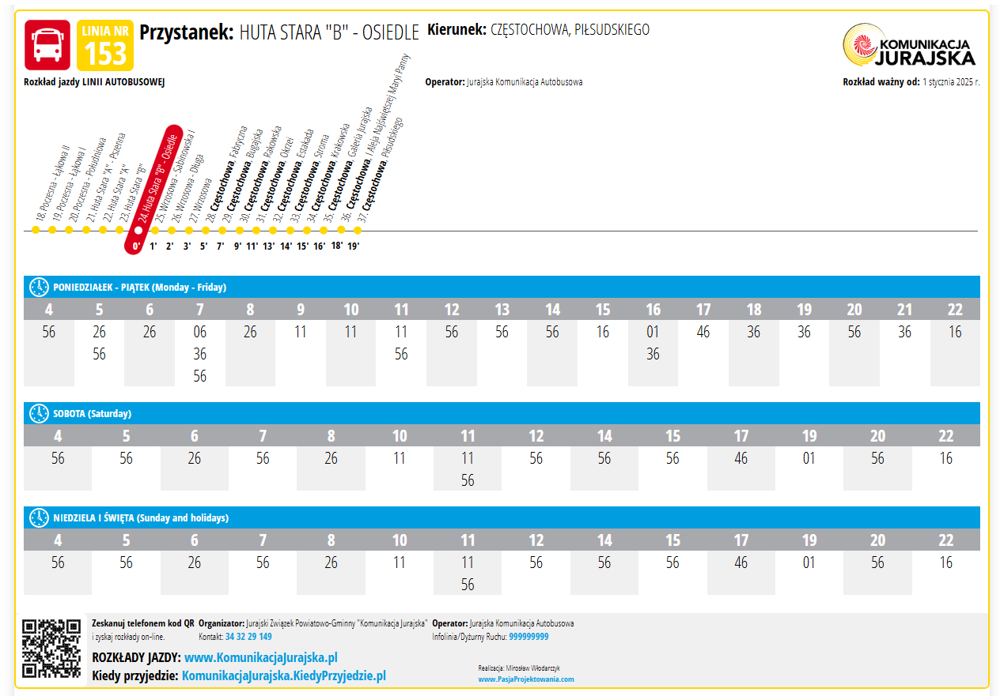 LINIA NR
153
Przystanek: HUTA STARA "B" - OSIEDLE
Kierunek: CZĘSTOCHOWA, PIŁSUDSKIEGO
KOMUNIKACJA
JURAJSKA
Rozkład jazdy LINII AUTOBUSOWEJ
Operator: Jurajska Komunikacja Autobusowa
Rozkład ważny od: 1 stycznia 2025 r.
18. Poczesna - Łąkowa II
19. Poczesna - Łąkowa I
20. Poczesna - Południowa
21. Huta Stara "A" - Pszenna
22. Huta Stara "A"
23. Huta Stara "B"
24. Huta Stara "B" - Osiedle
25. Wrzosowa - Sabinowska I
26. Wrzosowa - Długa
27. Wrzosowa
28. Częstochowa, Fabryczna
29. Częstochowa, Bugajska
30. Częstochowa, Rakowska
31. Częstochowa, Okrzei
32. Częstochowa, Estakada
33. Częstochowa, Stroma
34. Częstochowa, Krakowska
35. Częstochowa, Galeria Jurajska
36. Częstochowa, I Aleja Najświętszej Maryi Panny
37. Częstochowa, Piłsudskiego
0' 1' 2' 3' 5' 7' 9' 11' 13' 14' 15' 16' 18' 19'
PONIEDZIAŁEK - PIĄTEK (Monday - Friday)
4 5 6 7 8 9 10 11 12 13 14 15 16 17 18 19 20 21 22
56 26 26 06 26 11 11 11 56 56 56 16 01 46 36 36 56 36 16
56 36 56 36
56
SOBOTA (Saturday)
4 5 6 7 8 10 11 12 14 15 17 19 20 22
56 56 26 56 26 11 11 56 56 56 46 01 56 16
56
NIEDZIELA I ŚWIĘTA (Sunday and holidays)
4 5 6 7 8 10 11 12 14 15 17 19 20 22
56 56 26 56 26 11 11 56 56 56 46 01 56 16
56
Zeskanuj telefonem kod QR
i zyskaj rozkłady on-line.
Organizator: Jurajski Związek Powiatowo-Gminny "Komunikacja Jurajska"
Kontakt: 34 32 29 149
Operator: Jurajska Komunikacja Autobusowa
Infolinia/Dyżurny Ruchu: 999999999
ROZKŁADY JAZDY: www.KomunikacjaJurajska.pl
Kiedy przyjedzie: KomunikacjaJurajska.KiedyPrzyjedzie.pl
Realizacja: Mirosław Włodarczyk
www.PasjaProjektowania.com